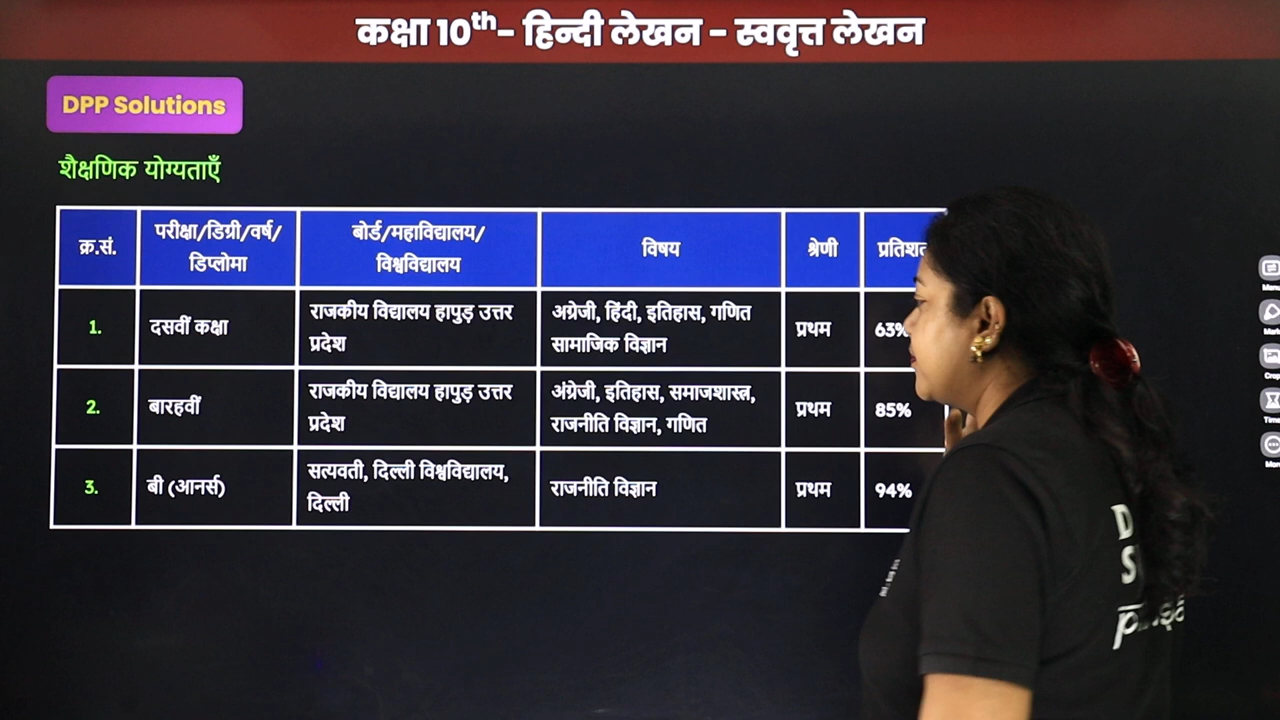 कक्षा 10th- हिन्दी लेखन - स्ववृत्त लेखन
DPP Solutions
शैक्षणिक योग्यताएँ
क्र.सं.
परीक्षा/डिग्री/वर्ष/
डिप्लोमा
बोर्ड/महाविद्यालय/
विश्वविद्यालय
विषय
श्रेणी
1.
दसवीं कक्षा
राजकीय विद्यालय हापुड़ उत्तर
प्रदेश
अंग्रेजी, हिंदी, इतिहास, गणित
सामाजिक विज्ञान
प्रथम
63%
2.
बारहवीं
राजकीय विद्यालय हापुड़ उत्तर
प्रदेश
अंग्रेजी, इतिहास, समाजशास्त्र,
राजनीति विज्ञान, गणित
प्रथम
85%
3.
बी (आनर्स)
सत्यवती, दिल्ली विश्वविद्यालय,
दिल्ली
राजनीति विज्ञान
प्रथम
94%